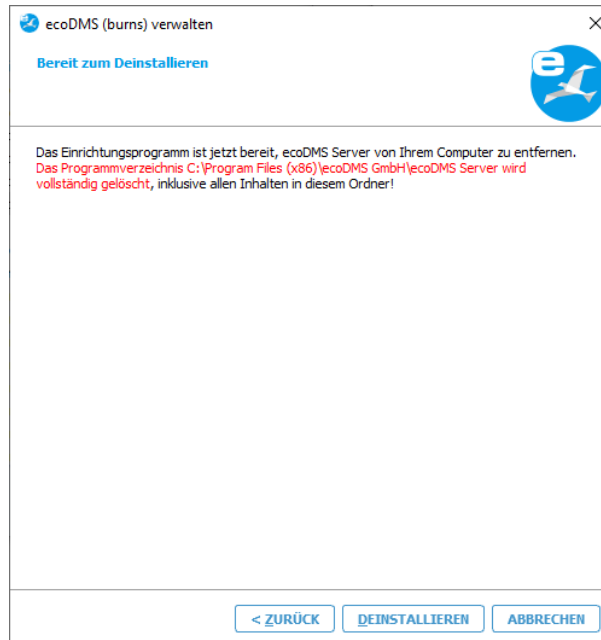 ecoDMS (burns) verwalten
Bereit zum Deinstallieren
e
Das Einrichtungsprogramm ist jetzt bereit, ecoDMS Server von Ihrem Computer zu entfernen.
Das Programmverzeichnis C:\Program Files (x86)\ecoDMS GmbH\ecoDMS Server wird
vollständig gelöscht, inklusive allen Inhalten in diesem Ordner!
< ZURÜCK
DEINSTALLIEREN
ABBRECHEN